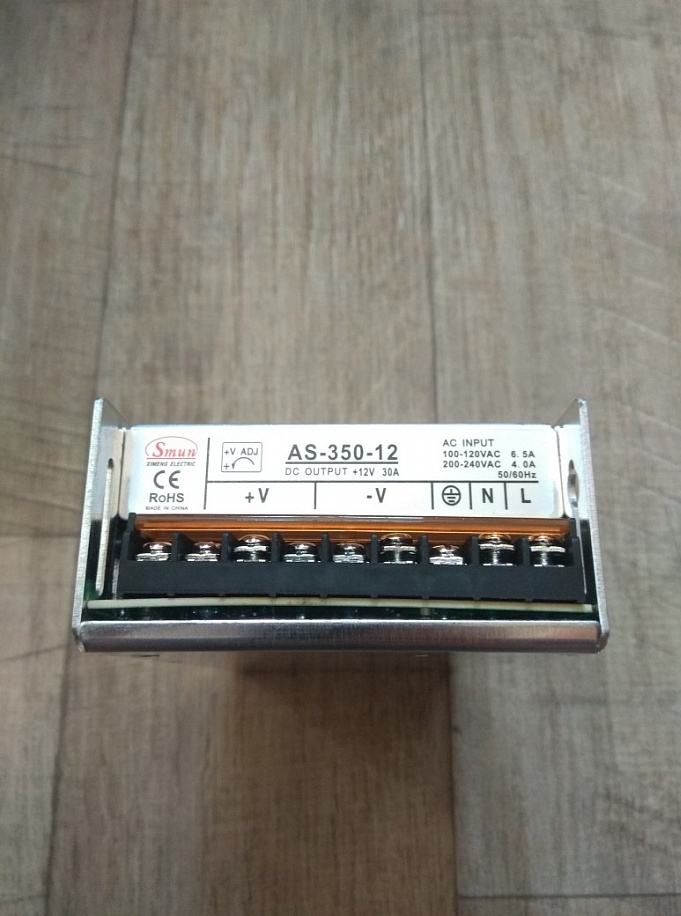 Smun
XIMENG ELECTRIC
CE
RoHS
MADE IN CHINA
+V ADJ
+
AS-350-12
DC OUTPUT +12V 30A
AC INPUT
100-120VAC 6.5A
200-240VAC 4.0A
50/60Hz
+V -V N L